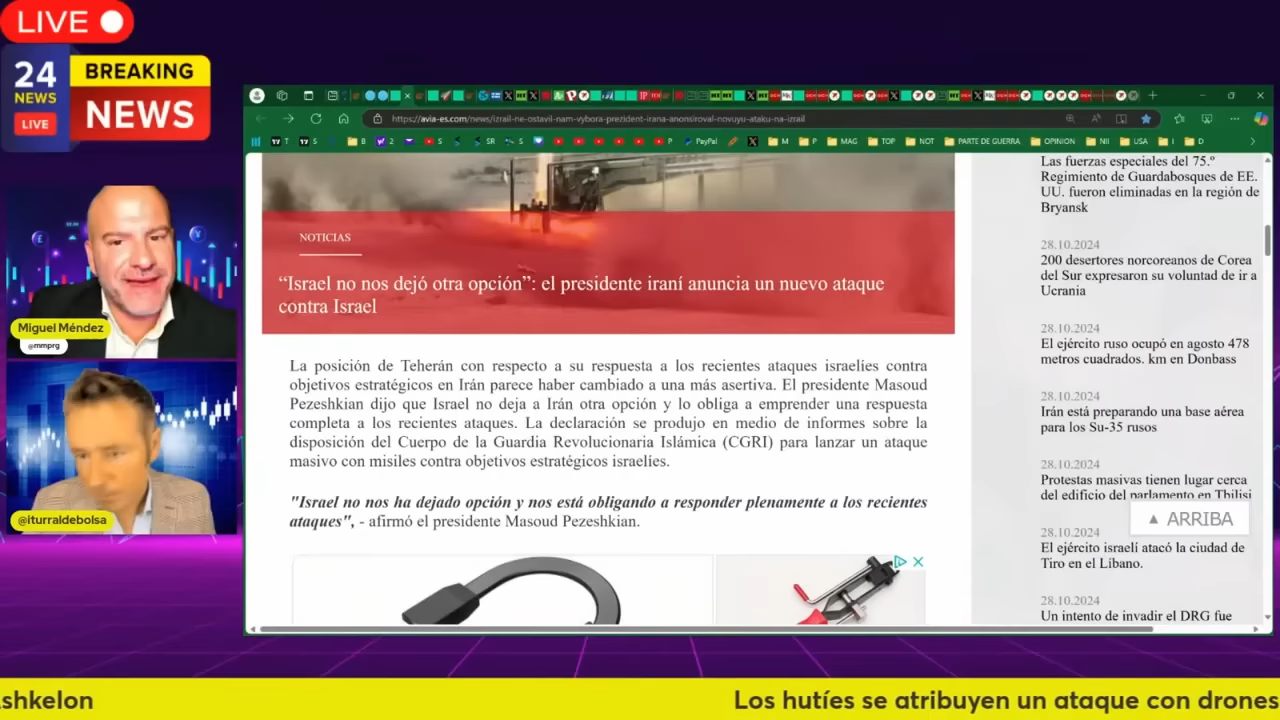 LIVE
24
NEWS
LIVE
BREAKING
NEWS
Miguel Méndez
@mmprg
@iturraldebolsa
https://avia-es.com/news/izrail-ne-ostavil-nam-vybora-prezident-irana-anonsiroval-novuyu-ataku-na-izrail
T S B 2 S SR S P PayPal M P MAG TOP NOT PARTE DE GUERRA OPINION NII USA I D
NOTICIAS
“Israel no nos dejó otra opción”: el presidente iraní anuncia un nuevo ataque
contra Israel
La posición de Teherán con respecto a su respuesta a los recientes ataques israelíes contra
objetivos estratégicos en Irán parece haber cambiado a una más asertiva. El presidente Masoud
Pezeshkian dijo que Israel no deja a Irán otra opción y lo obliga a emprender una respuesta
completa a los recientes ataques. La declaración se produjo en medio de informes sobre la
disposición del Cuerpo de la Guardia Revolucionaria Islámica (CGRI) para lanzar un ataque
masivo con misiles contra objetivos estratégicos israelíes.
"Israel no nos ha dejado opción y nos está obligando a responder plenamente a los recientes
ataques", - afirmó el presidente Masoud Pezeshkian.
Las fuerzas especiales del 75.º
Regimiento de Guardabosques de EE.
UU. fueron eliminadas en la región de
Bryansk
28.10.2024
200 desertores norcoreanos de Corea
del Sur expresaron su voluntad de ir a
Ucrania
28.10.2024
El ejército ruso ocupó en agosto 478
metros cuadrados. km en Donbass
28.10.2024
Irán está preparando una base aérea
para los Su-35 rusos
28.10.2024
Protestas masivas tienen lugar cerca
del edificio del parlamento en Tbilisi
▲ ARRIBA
28.10.2024
El ejército israelí atacó la ciudad de
Tiro en el Líbano.
28.10.2024
Un intento de invadir el DRG fue
shkelon
Los hutíes se atribuyen un ataque con drones